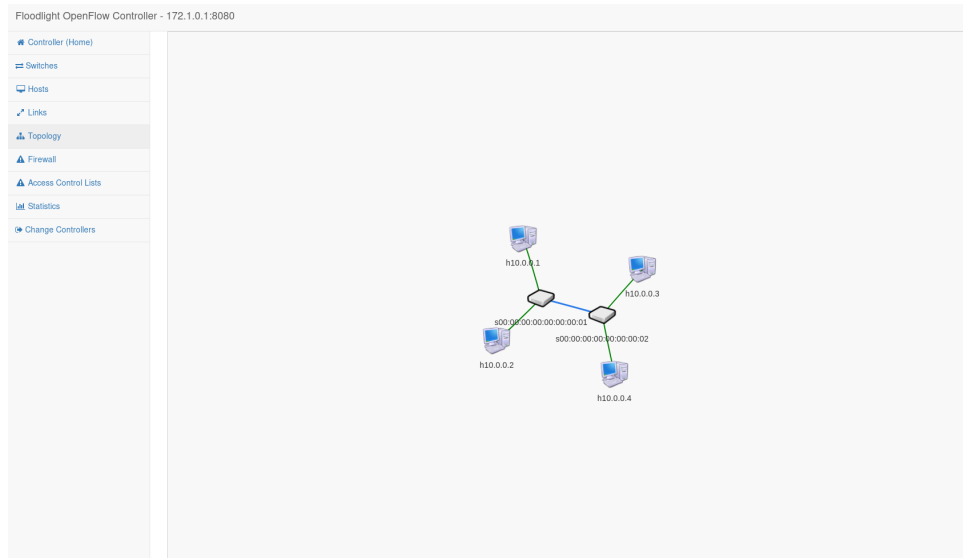 Floodlight OpenFlow Controller - 172.1.0.1:8080
Controller (Home)
Switches
Hosts
Links
Topology
Firewall
Access Control Lists
Statistics
Change Controllers
h10.0.0.1
h10.0.0.3
s00:00:00:00:00:00:00:01
s00:00:00:00:00:00:00:02
h10.0.0.2
h10.0.0.4